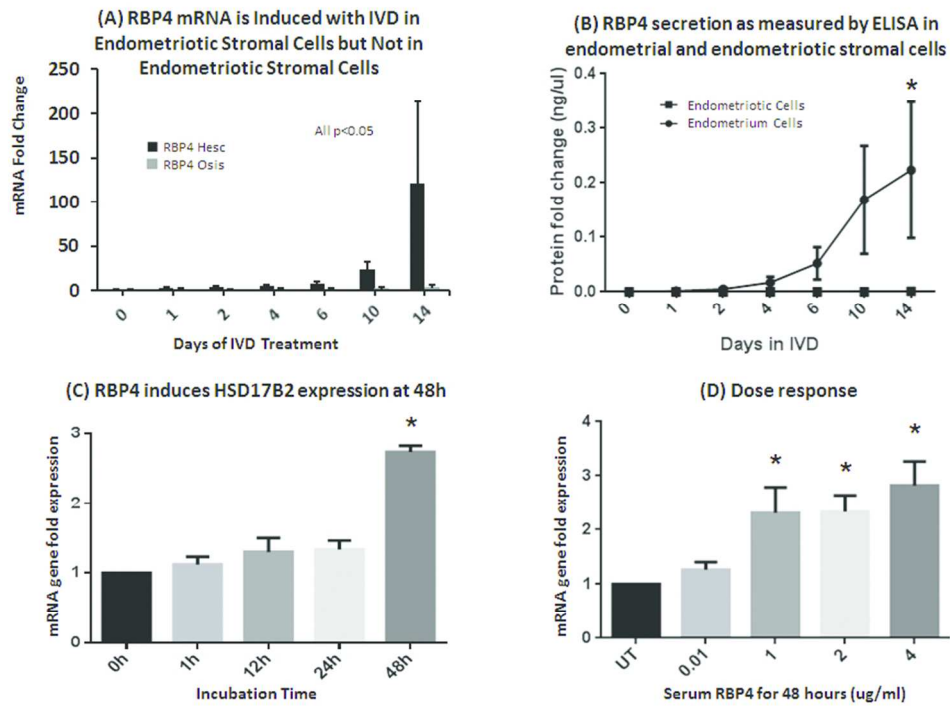 (A) RBP4 mRNA is Induced with IVD in
Endometriotic Stromal Cells but Not in
Endometriotic Stromal Cells
mRNA Fold Change
250
200
150
100
50
0
All p<0.05
RBP4 Hesc
RBP4 Osis
0
1
2
4
6
10
14
Days of IVD Treatment
(B) RBP4 secretion as measured by ELISA in
endometrial and endometriotic stromal cells
Protein fold change (ng/ul)
0.4
0.3
0.2
0.1
0.0
Endometriotic Cells
Endometrium Cells
*
0
1
2
4
6
10
14
Days in IVD
(C) RBP4 induces HSD17B2 expression at 48h
mRNA gene fold expression
3
2
1
0
*
0h
1h
12h
24h
48h
Incubation Time
(D) Dose response
mRNA gene fold expression
4
3
2
1
0
*
*
*
UT
0.01
1
2
4
Serum RBP4 for 48 hours (ug/ml)